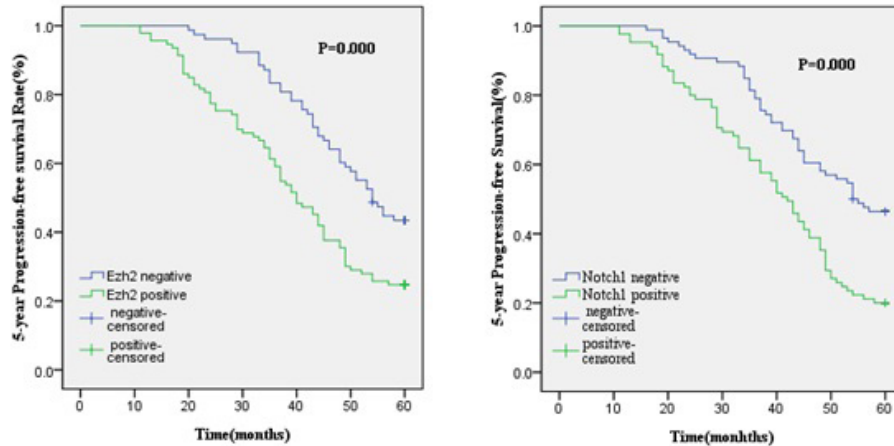 5-year Progression-free survival Rate(%)
1.0
0.8
0.6
0.4
0.2
0.0
P=0.000
Ezh2 negative
Ezh2 positive
negative-
censored
positive-
censored
0
10
20
30
40
50
60
Time(months)
5-year Progression-free Survival(%)
1.0
0.8
0.6
0.4
0.2
0.0
P=0.000
Notch1 negative
Notch1 positive
negative-
censored
positive-
censored
0
10
20
30
40
50
60
Time(monhths)